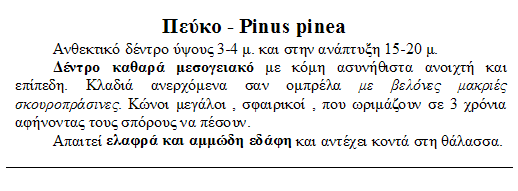 Πεύκο - Pinus pinea
Ανθεκτικό δέντρο ύψους 3-4 μ. και στην ανάπτυξη 15-20 μ.
Δέντρο καθαρά μεσογειακό με κόμη ασυνήθιστα ανοιχτή και
επίπεδη. Κλαδιά ανερχόμενα σαν ομπρέλα με βελόνες μακριές
σκουροπράσινες. Κώνοι μεγάλοι , σφαιρικοί , που ωριμάζουν σε 3 χρόνια
αφήνοντας τους σπόρους να πέσουν.
Απαιτεί ελαφρά και αμμώδη εδάφη και αντέχει κοντά στη θάλασσα.